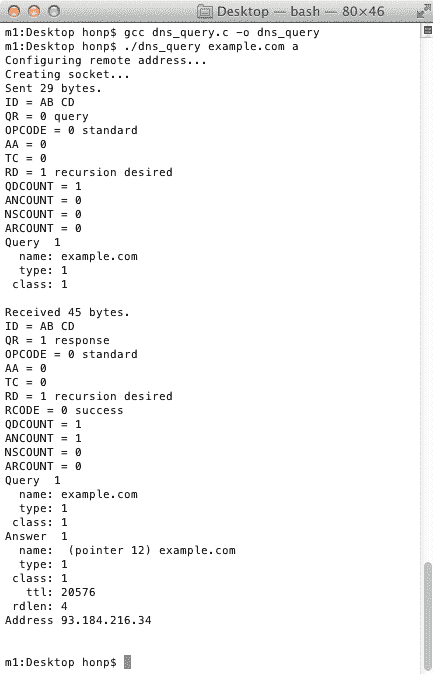 Desktop — bash — 80×46
m1:Desktop honp$ gcc dns_query.c -o dns_query
m1:Desktop honp$ ./dns_query example.com a
Configuring remote address...
Creating socket...
Sent 29 bytes.
ID = AB CD
QR = 0 query
OPCODE = 0 standard
AA = 0
TC = 0
RD = 1 recursion desired
QDCOUNT = 1
ANCOUNT = 0
NSCOUNT = 0
ARCOUNT = 0
Query  1
  name: example.com
  type: 1
 class: 1

Received 45 bytes.
ID = AB CD
QR = 1 response
OPCODE = 0 standard
AA = 0
TC = 0
RD = 1 recursion desired
RCODE = 0 success
QDCOUNT = 1
ANCOUNT = 1
NSCOUNT = 0
ARCOUNT = 0
Query  1
  name: example.com
  type: 1
 class: 1
Answer  1
  name:  (pointer 12) example.com
  type: 1
 class: 1
   ttl: 20576
 rdlen: 4
Address 93.184.216.34

m1:Desktop honp$